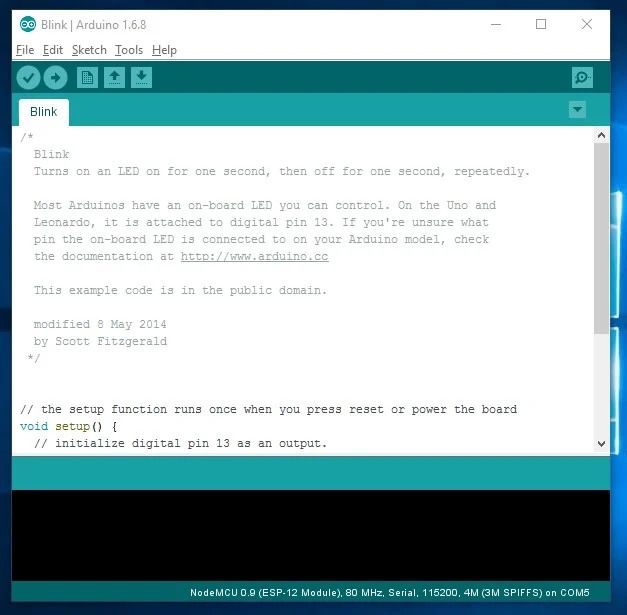 Blink | Arduino 1.6.8
File Edit Sketch Tools Help
Blink
/*
Blink
Turns on an LED on for one second, then off for one second, repeatedly.
Most Arduinos have an on-board LED you can control. On the Uno and
Leonardo, it is attached to digital pin 13. If you're unsure what
pin the on-board LED is connected to on your Arduino model, check
the documentation at http://www.arduino.cc
This example code is in the public domain.
modified 8 May 2014
by Scott Fitzgerald
*/
// the setup function runs once when you press reset or power the board
void setup() {
// initialize digital pin 13 as an output.
NodeMCU 0.9 (ESP-12 Module), 80 MHz, Serial, 115200, 4M (3M SPIFFS) on COM5